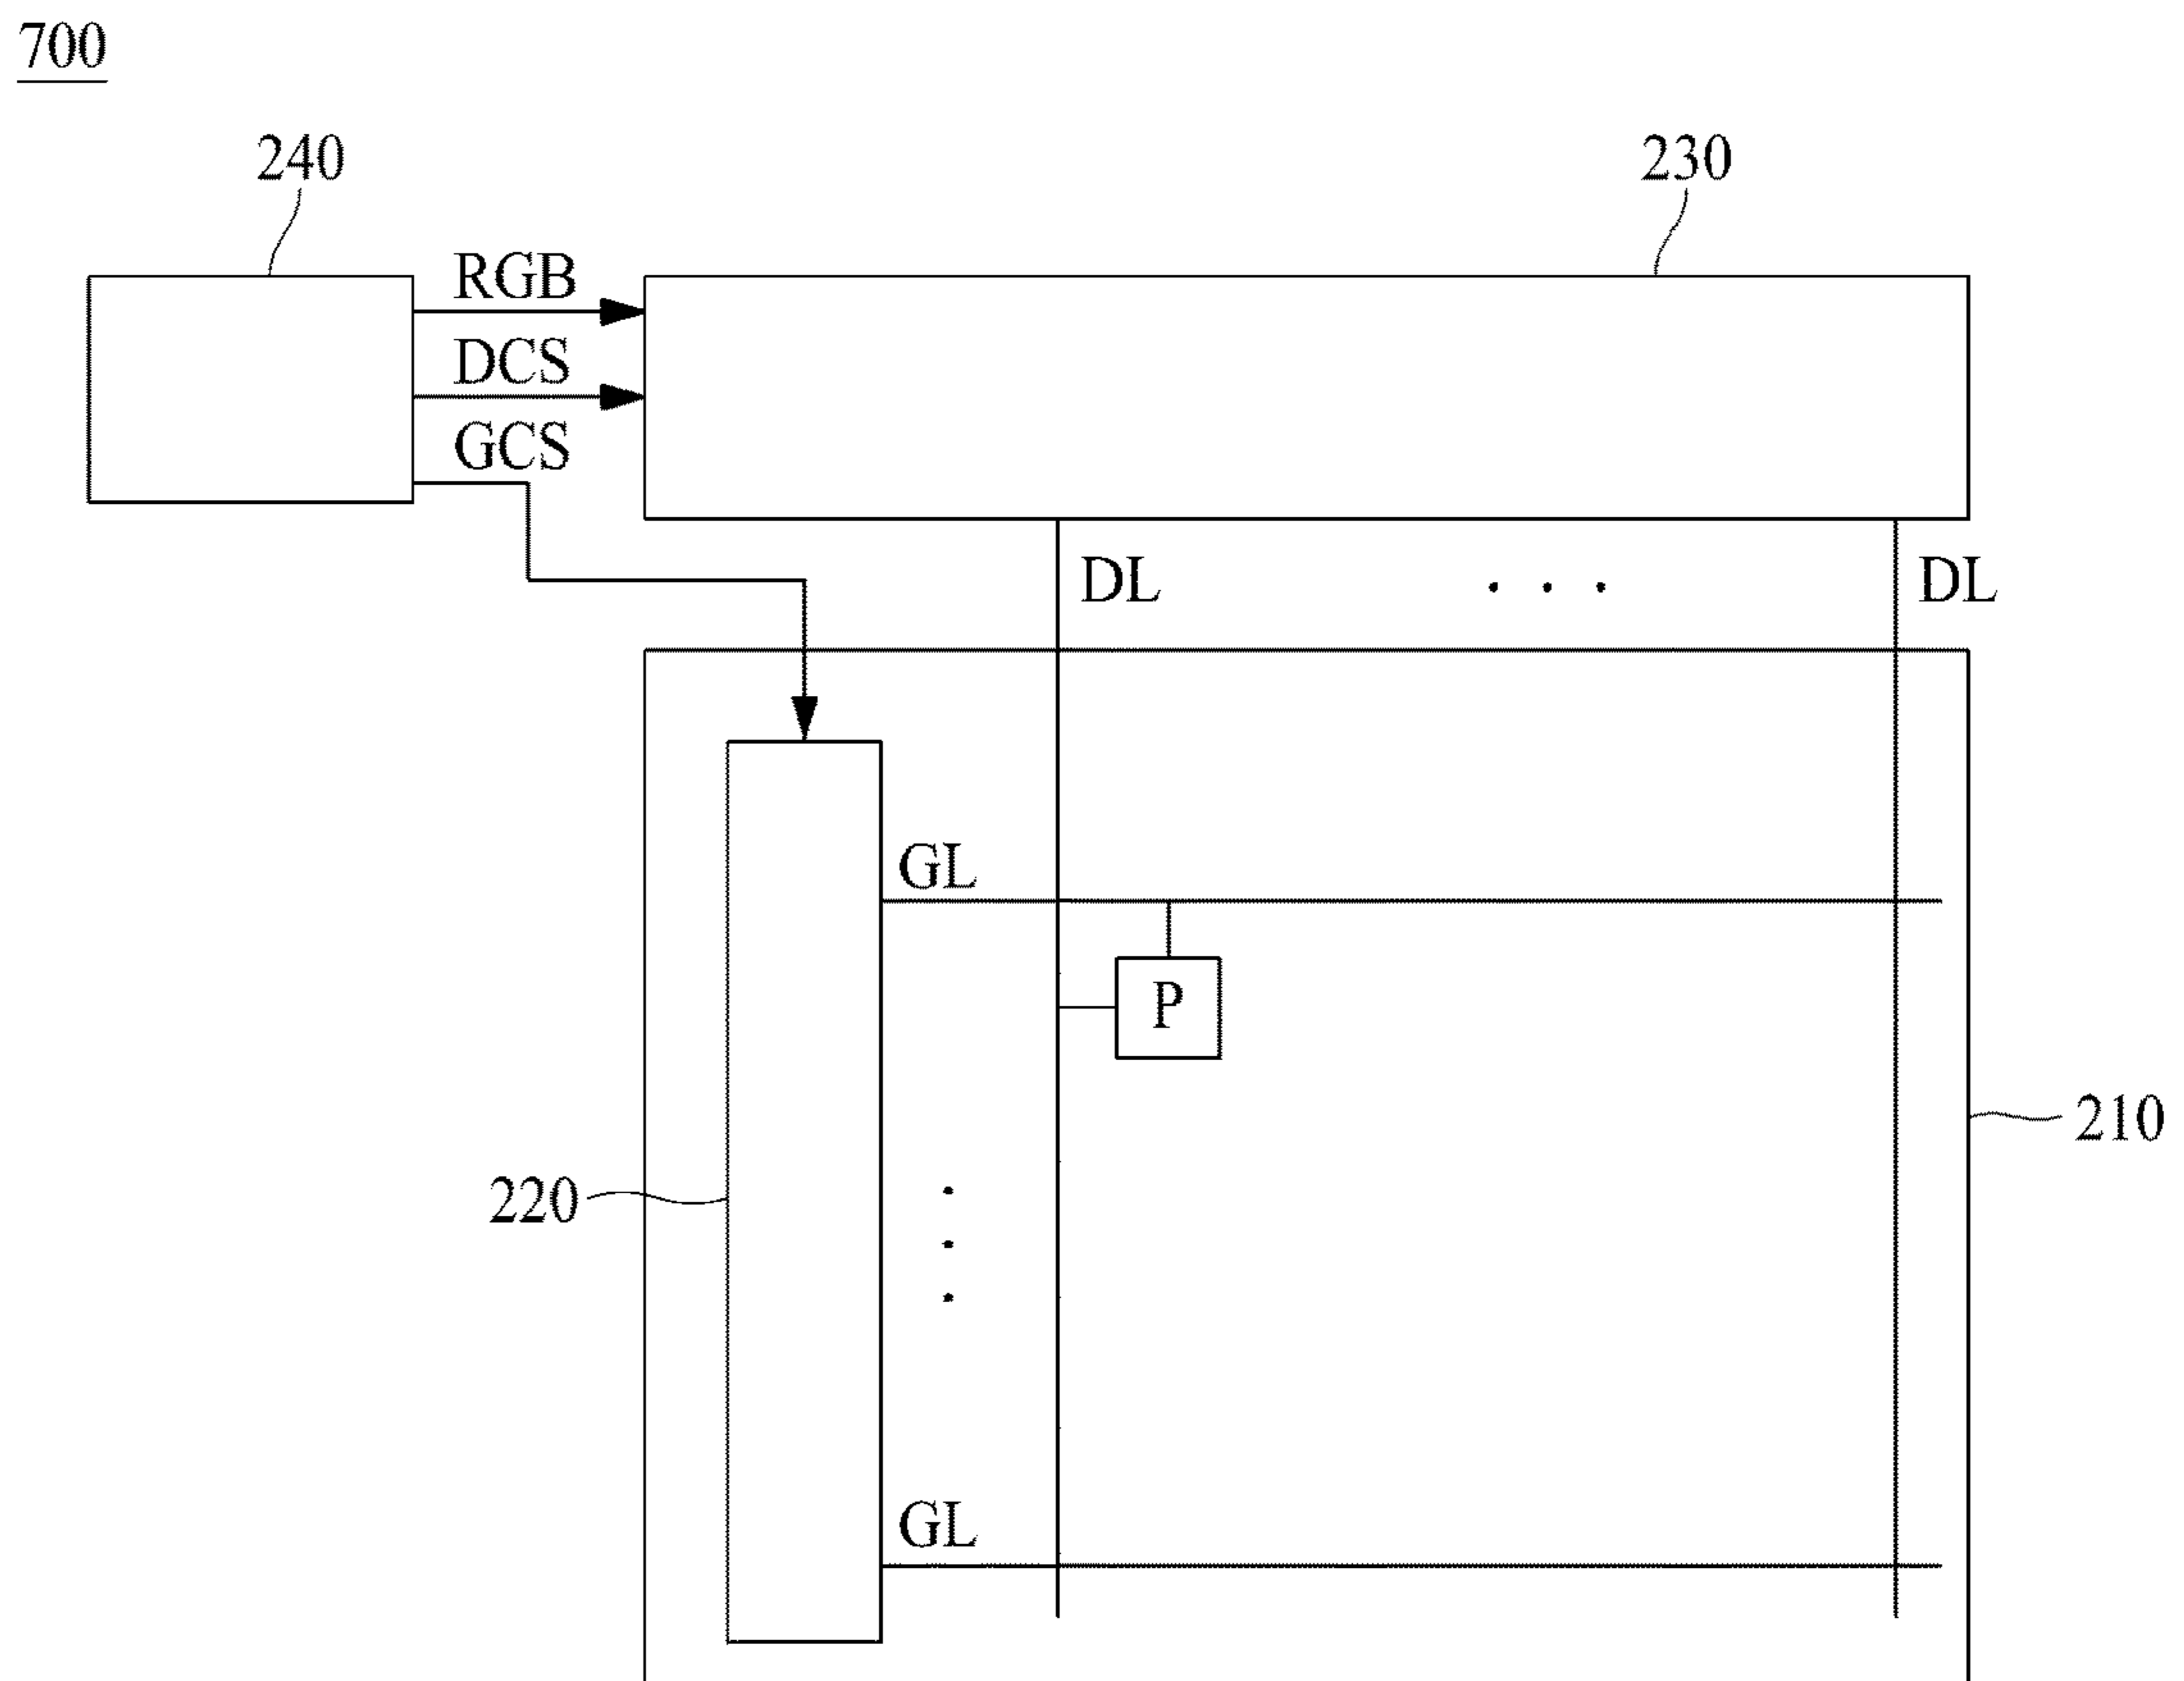 700
240
230
RGB
DCS
GCS
DL
. . .
DL
GL
P
210
220
GL